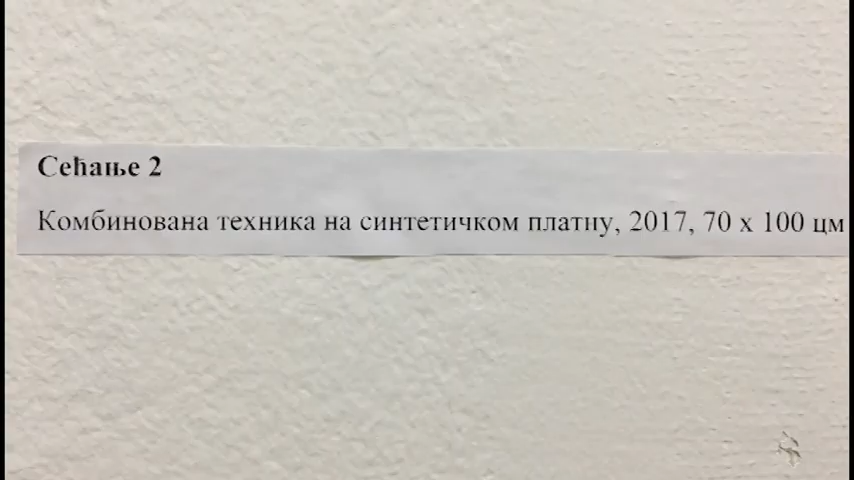 Сећање 2
Комбинована техника на синтетичком платну, 2017, 70 x 100 цм